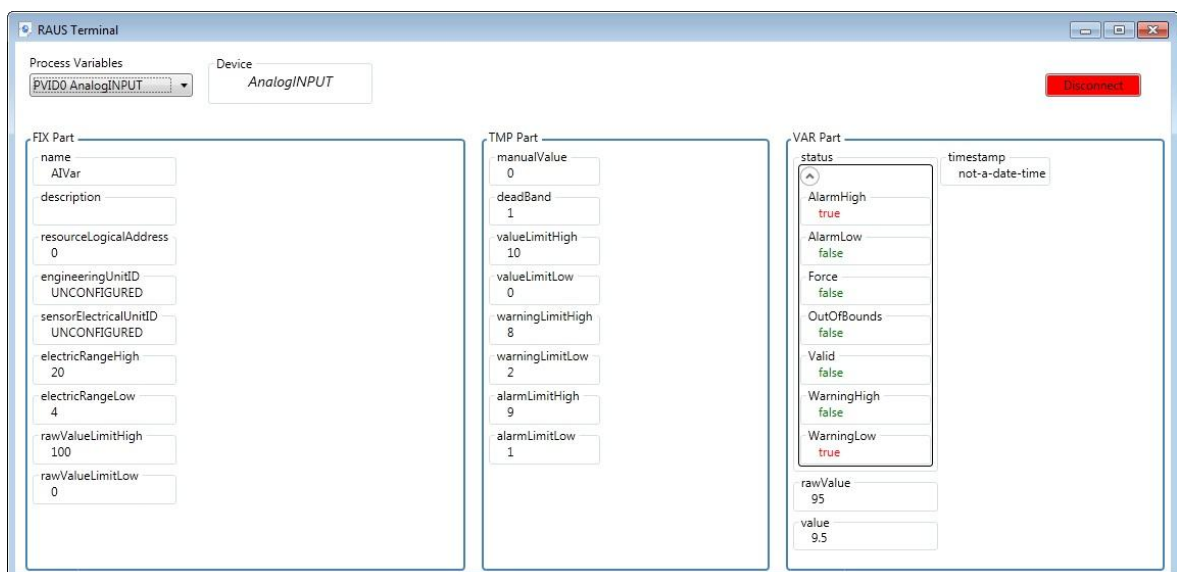 RAUS Terminal
Process Variables
PVID0 AnalogINPUT
Device
AnalogINPUT
Disconnect
FIX Part
name
AIVar
description
resourceLogicalAddress
0
engineeringUnitID
UNCONFIGURED
sensorElectricalUnitID
UNCONFIGURED
electricRangeHigh
20
electricRangeLow
4
rawValueLimitHigh
100
rawValueLimitLow
0
TMP Part
manualValue
0
deadBand
1
valueLimitHigh
10
valueLimitLow
0
warningLimitHigh
8
warningLimitLow
2
alarmLimitHigh
9
alarmLimitLow
1
VAR Part
status
AlarmHigh
true
AlarmLow
false
Force
false
OutOfBounds
false
Valid
false
WarningHigh
false
WarningLow
true
rawValue
95
value
9.5
timestamp
not-a-date-time